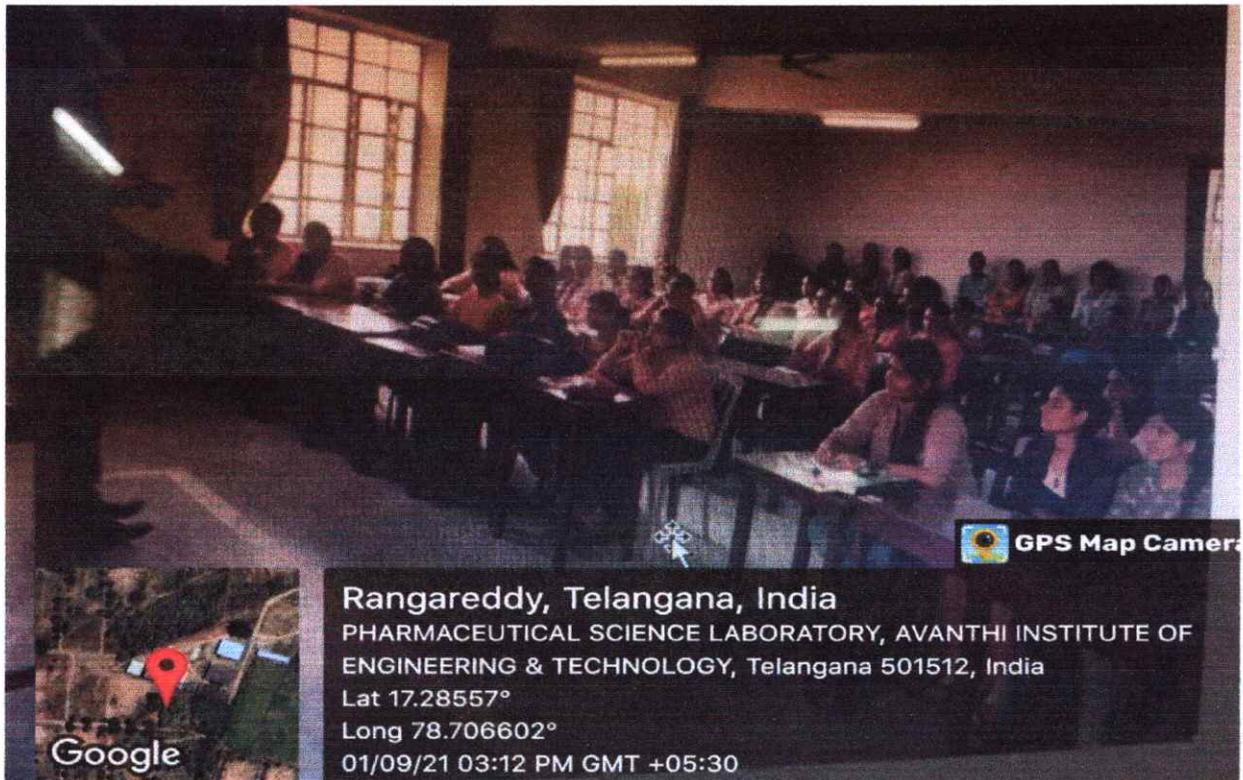 GPS Map Camera
Rangareddy, Telangana, India
PHARMACEUTICAL SCIENCE LABORATORY, AVANTHI INSTITUTE OF
ENGINEERING & TECHNOLOGY, Telangana 501512, India
Lat 17.28557°
Long 78.706602°
01/09/21 03:12 PM GMT +05:30
Google